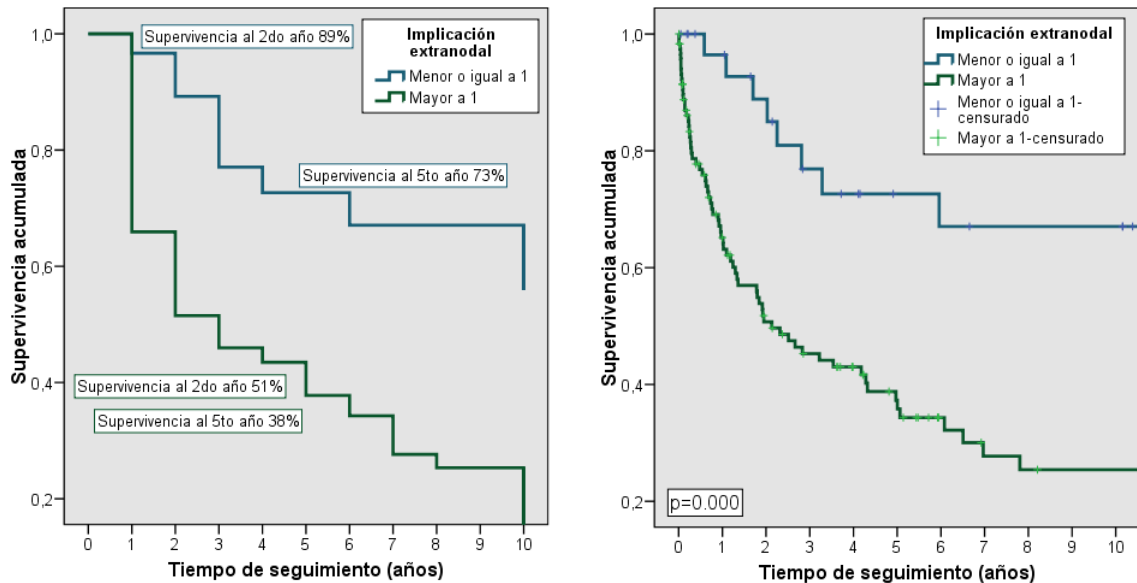 Supervivencia acumulada
1,0
0,8
0,6
0,4
0,2
Supervivencia al 2do año 89%
Implicación
extranodal
Menor o igual a 1
Mayor a 1
Supervivencia al 5to año 73%
Supervivencia al 2do año 51%
Supervivencia al 5to año 38%
0 1 2 3 4 5 6 7 8 9 10
Tiempo de seguimiento (años)
Supervivencia acumulada
1,0
0,8
0,6
0,4
0,2
Implicación extranodal
Menor o igual a 1
Mayor a 1
Menor o igual a 1-
censurado
Mayor a 1-censurado
p=0.000
0 1 2 3 4 5 6 7 8 9 10
Tiempo de seguimiento (años)